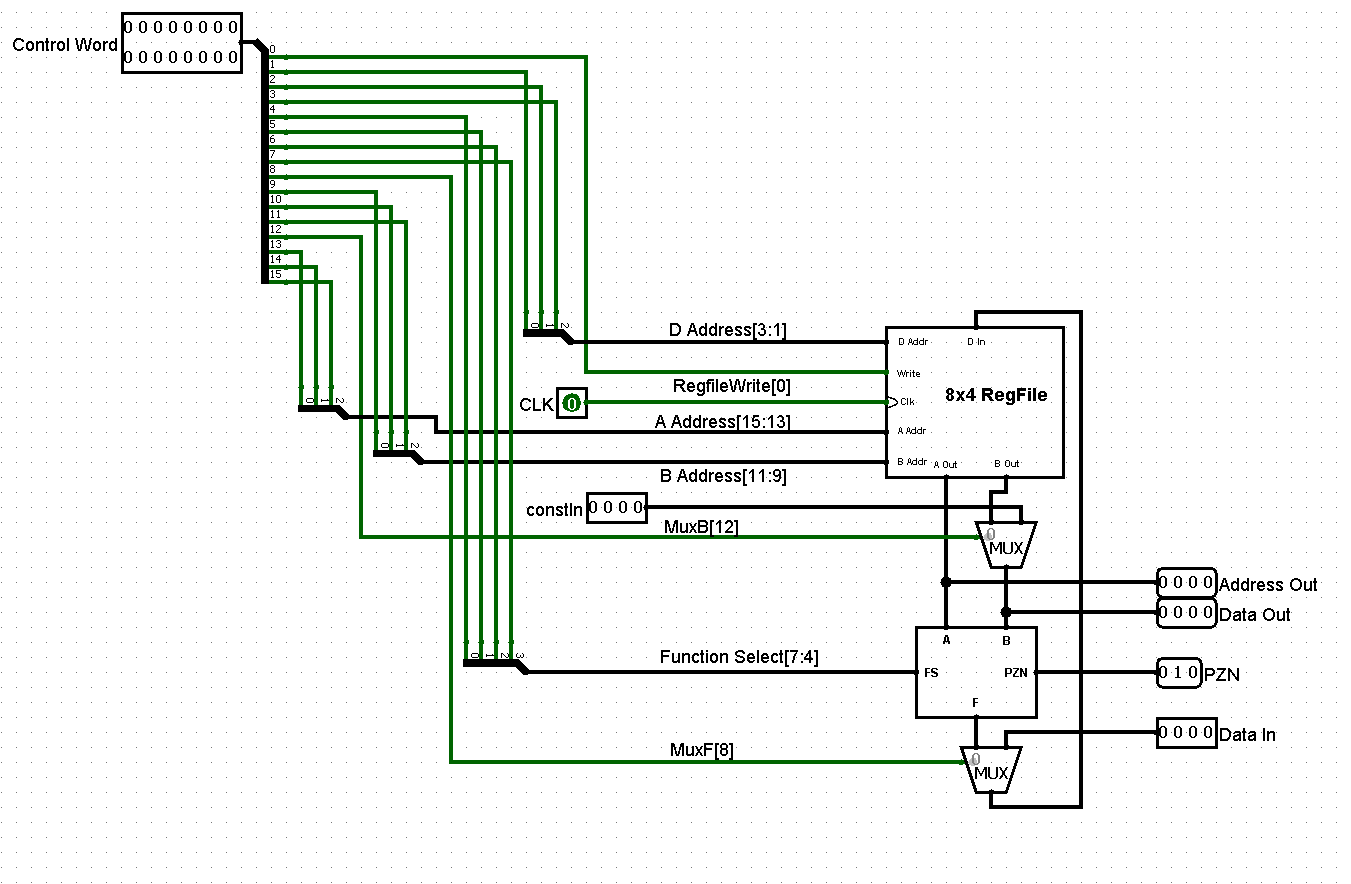 0 0 0 0 0 0 0 0
Control Word
0 0 0 0 0 0 0 0
0
1
2
3
4
5
6
7
8
9
10
11
12
13
14
15
0 1 2
D Address[3:1]
D Addr
D In
Write
RegfileWrite[0]
8x4 RegFile
CLK 0
Clk
0 1 2
A Address[15:13]
A Addr
0 1 2
B Addr
A Out
B Out
B Address[11:9]
constIn 0 0 0 0
MuxB[12]
0
MUX
0 0 0 0 Address Out
0 0 0 0 Data Out
A
B
0 1 2 3
Function Select[7:4]
FS
PZN
0 1 0 PZN
F
0 0 0 0 Data In
MuxF[8]
0
MUX